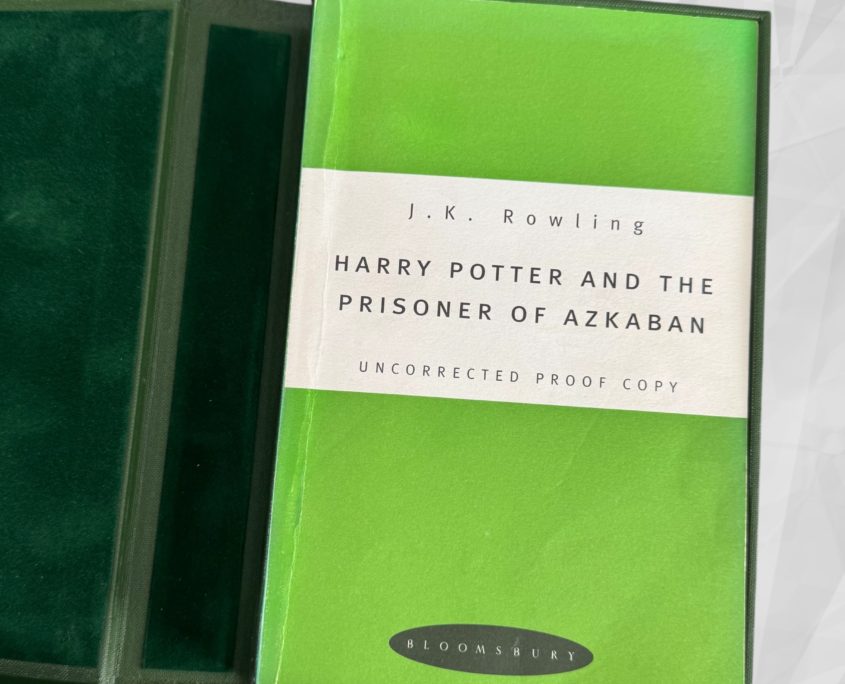 J.K. Rowling
HARRY POTTER AND THE
PRISONER OF AZKABAN
UNCORRECTED PROOF COPY
BLOOMSBURY